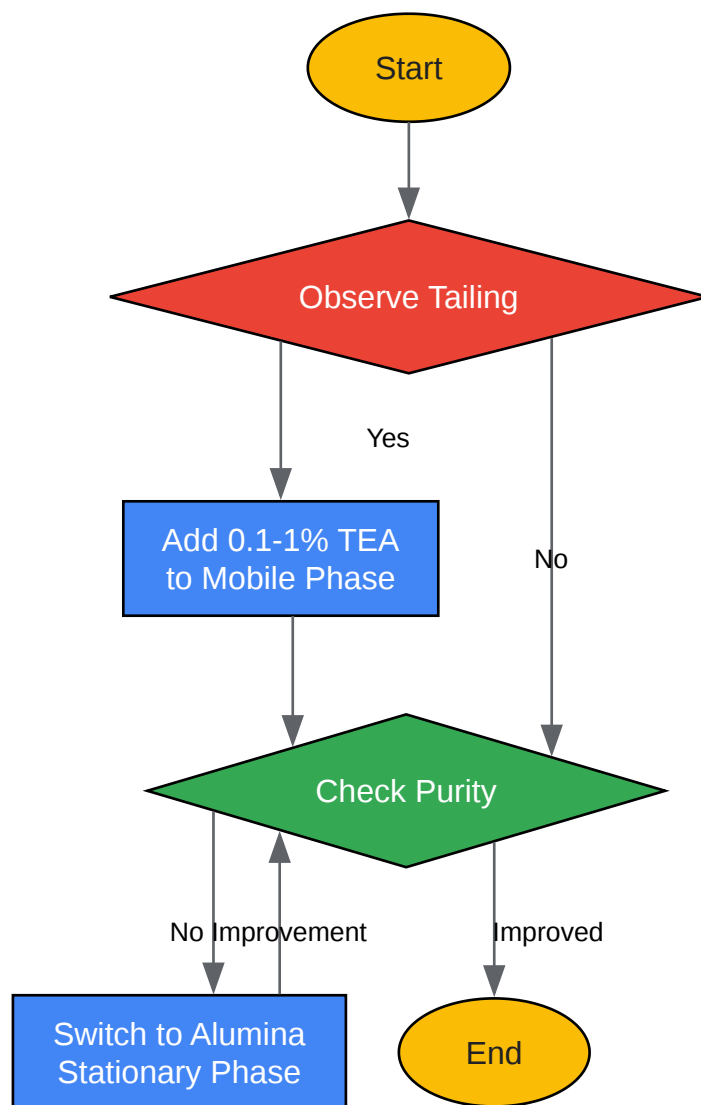 Start
Observe Tailing
Yes
Add 0.1-1% TEA
to Mobile Phase
No
Check Purity
No Improvement
Improved
Switch to Alumina
Stationary Phase
End